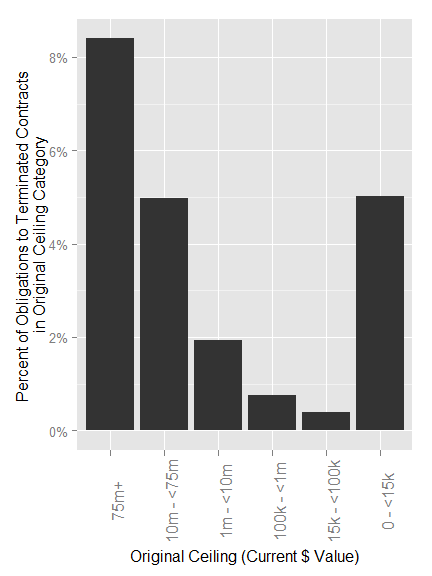 Percent of Obligations to Terminated Contracts
in Original Ceiling Category
8%
6%
4%
2%
0%
75m+
10m - <75m
1m - <10m
100k - <1m
15k - <100k
0 - <15k
Original Ceiling (Current $ Value)